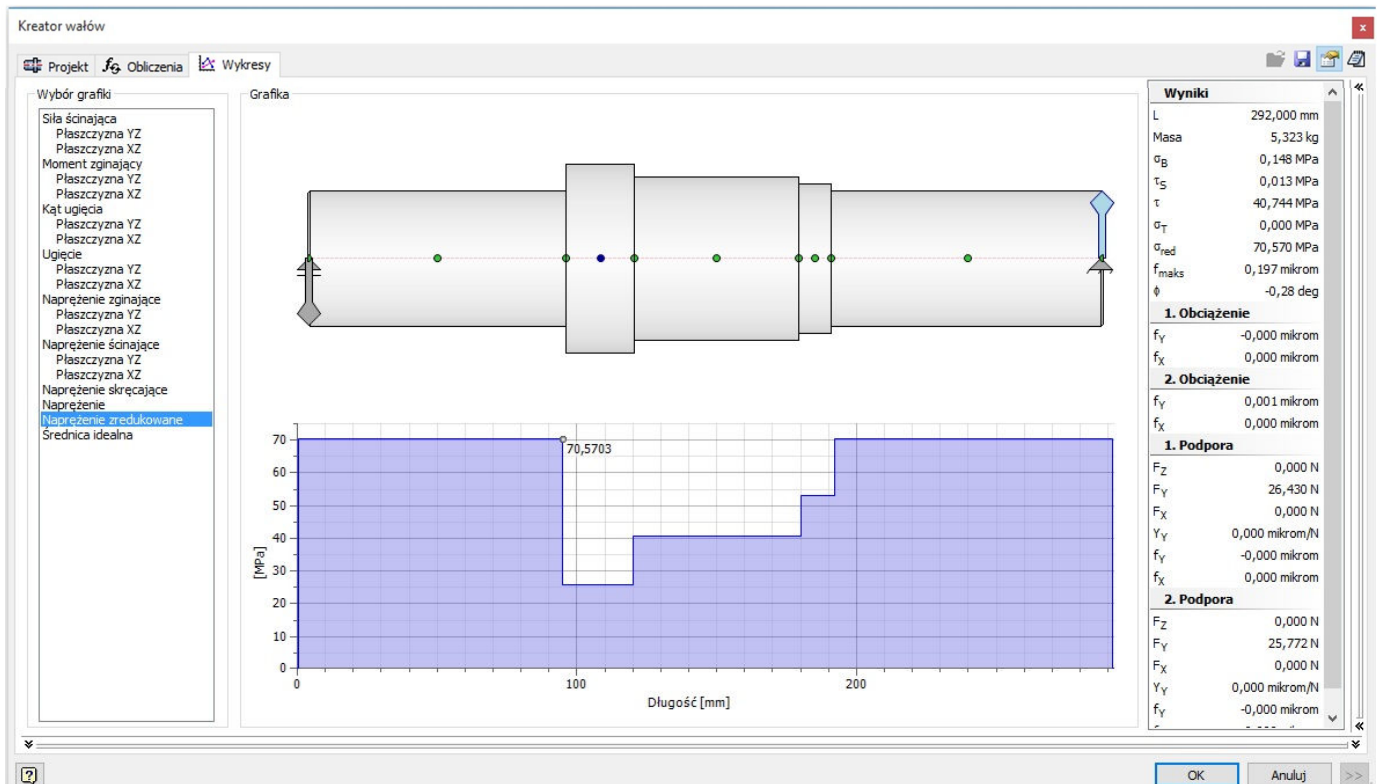 Kreator wałów
x
Projekt
Obliczenia
Wykresy
Wybór grafiki
Siła ścinająca
Płaszczyzna YZ
Płaszczyzna XZ
Moment zginający
Płaszczyzna YZ
Płaszczyzna XZ
Kąt ugięcia
Płaszczyzna YZ
Płaszczyzna XZ
Ugięcie
Płaszczyzna YZ
Płaszczyzna XZ
Naprężenie zginające
Płaszczyzna YZ
Płaszczyzna XZ
Naprężenie ścinające
Płaszczyzna YZ
Płaszczyzna XZ
Naprężenie skręcające
Naprężenie
Naprężenie zredukowane
Średnica idealna
Grafika
70
60
50
40
30
20
10
0
[MPa]
70,5703
0 100 200
Długość [mm]
Wyniki
L 292,000 mm
Masa 5,323 kg
σB 0,148 MPa
τS 0,013 MPa
τ 40,744 MPa
σT 0,000 MPa
σred 70,570 MPa
fmaks 0,197 mikrom
ϕ -0,28 deg
1. Obciążenie
fY -0,000 mikrom
fX 0,000 mikrom
2. Obciążenie
fY 0,001 mikrom
fX 0,000 mikrom
1. Podpora
FZ 0,000 N
FY 26,430 N
FX 0,000 N
YY 0,000 mikrom/N
fY -0,000 mikrom
fX 0,000 mikrom
2. Podpora
FZ 0,000 N
FY 25,772 N
FX 0,000 N
YY 0,000 mikrom/N
fY -0,000 mikrom
?
OK
Anuluj
>>